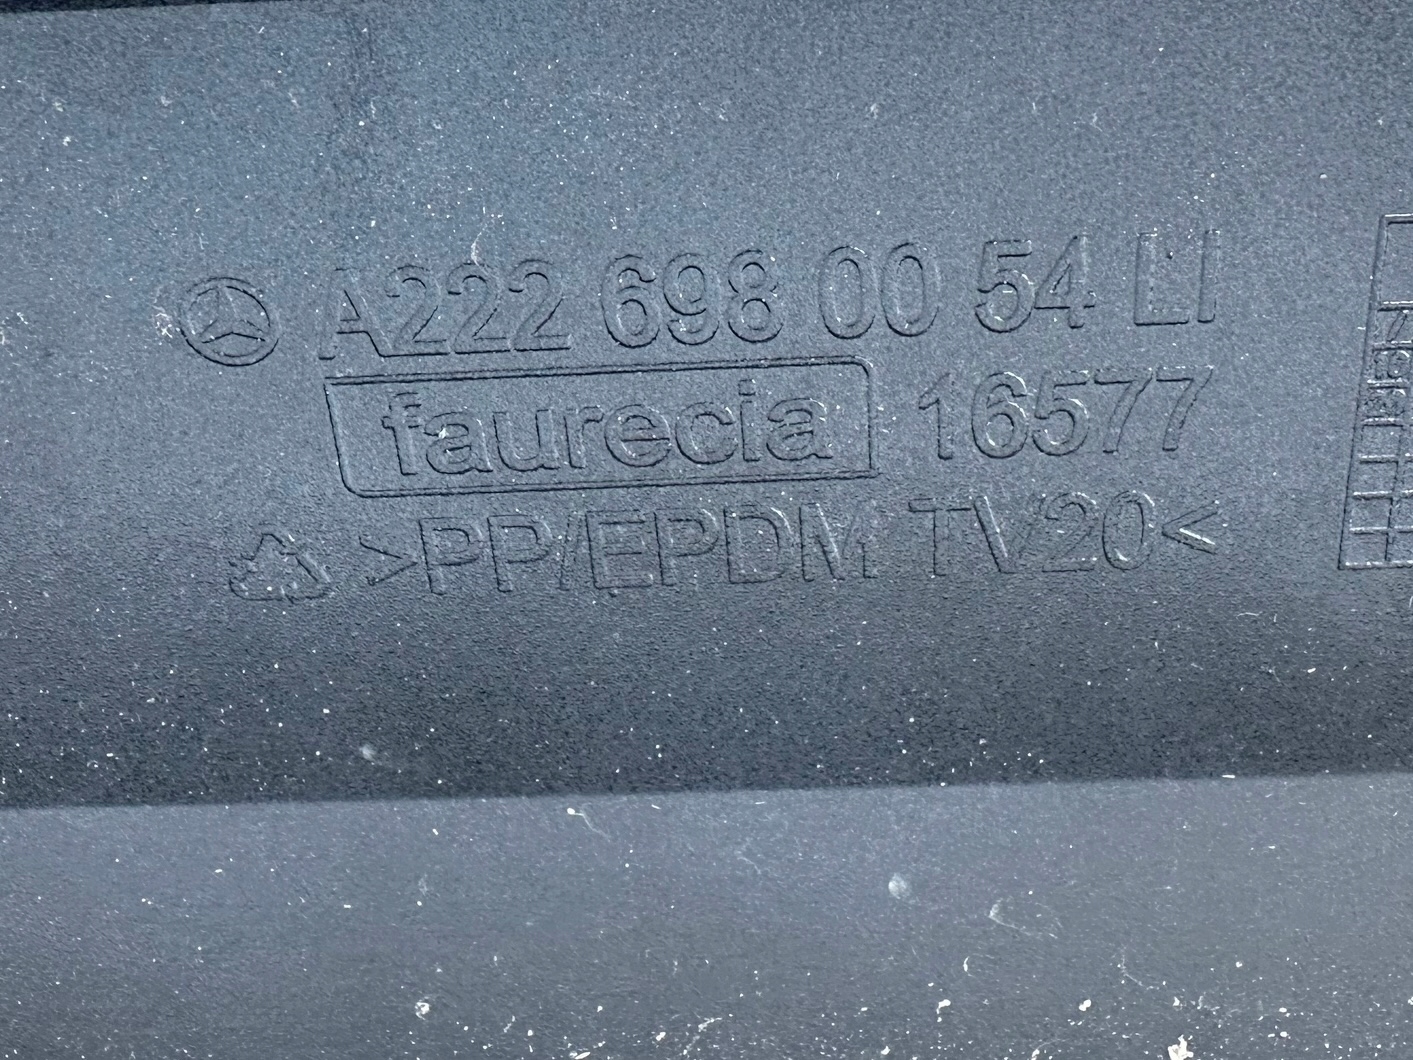 A222 698 00 54 LI
faurecia 16577
>PP/EPDM TV20<